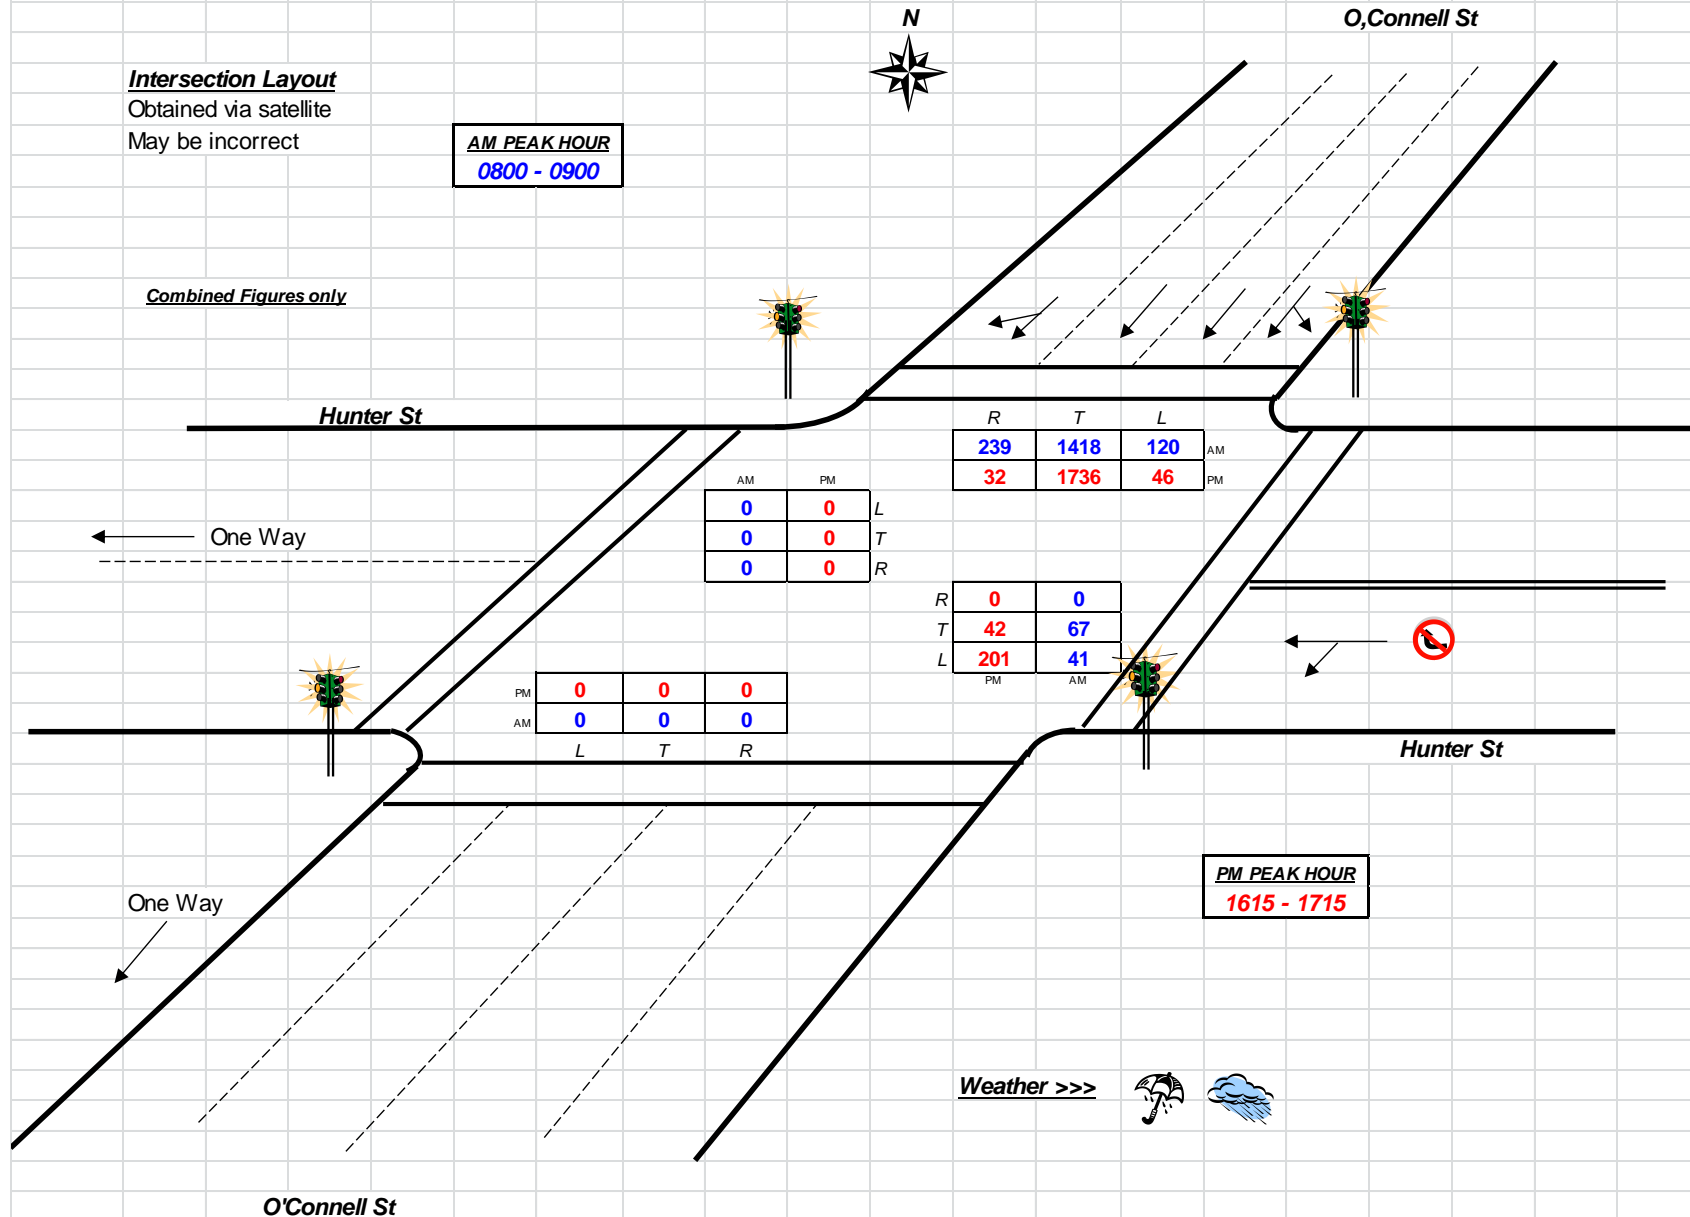 N
O,Connell St
Intersection Layout
Obtained via satellite
May be incorrect
AM PEAK HOUR
0800 - 0900
Combined Figures only
Hunter St
R T L
239 1418 120 AM
32 1736 46 PM
AM PM
0 0 L
0 0 T
0 0 R
One Way
R 0 0
T 42 67
L 201 41
PM AM
PM 0 0 0
AM 0 0 0
L T R
Hunter St
PM PEAK HOUR
1615 - 1715
One Way
Weather >>>
O'Connell St